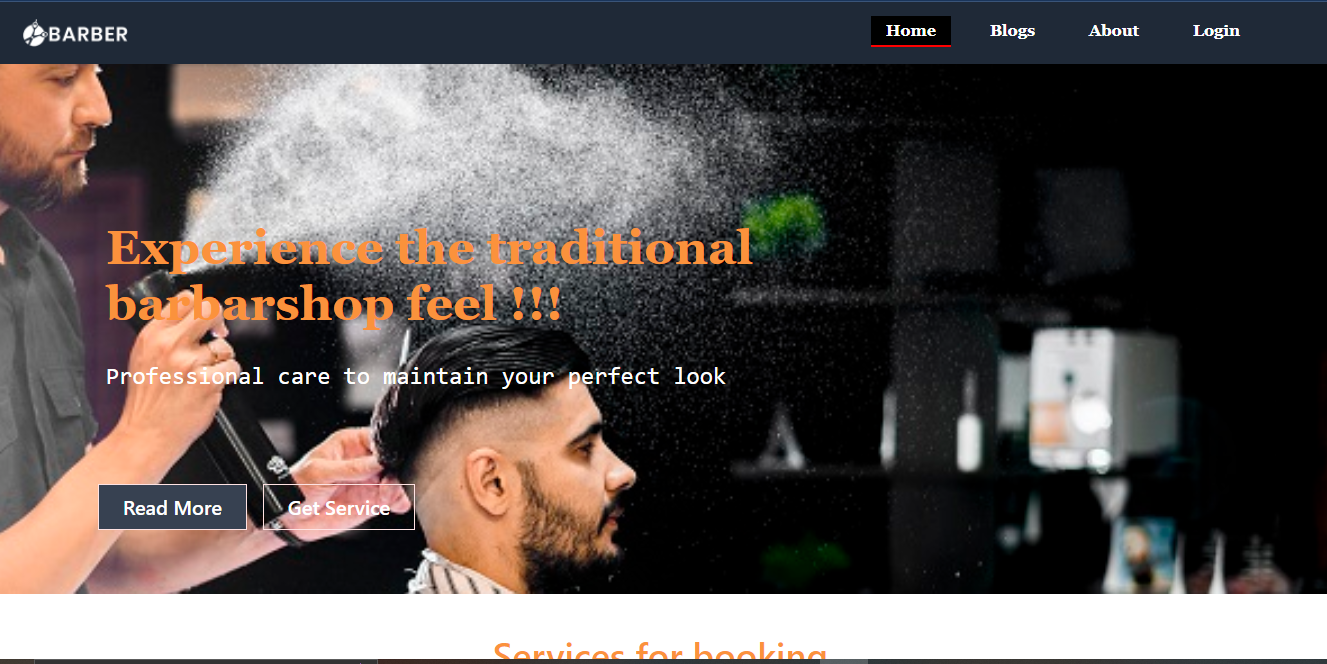 BARBER
Home
Blogs
About
Login
Experience the traditional
barbarshop feel !!!
Professional care to maintain your perfect look
Read More
Get Service
Services for booking